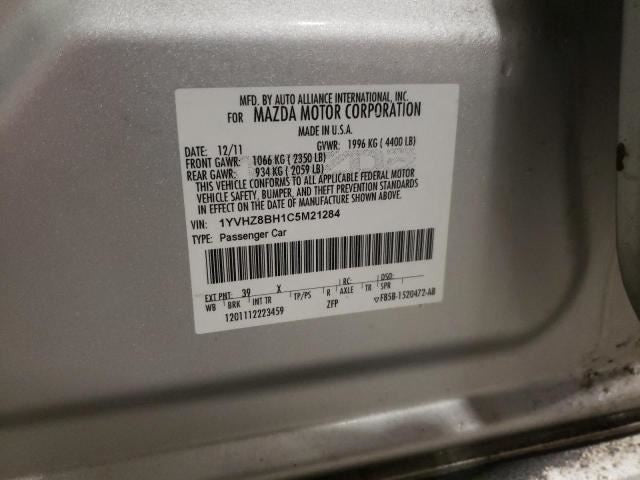 MFD. BY AUTO ALLIANCE INTERNATIONAL, INC.
FOR MAZDA MOTOR CORPORATION
MADE IN U.S.A.
DATE: 12/11 GVWR: 1996 KG ( 4400 LB)
FRONT GAWR: 1066 KG ( 2350 LB)
REAR GAWR: 934 KG ( 2059 LB)
THIS VEHICLE CONFORMS TO ALL APPLICABLE FEDERAL MOTOR
VEHICLE SAFETY, BUMPER, AND THEFT PREVENTION STANDARDS
IN EFFECT ON THE DATE OF MANUFACTURE SHOWN ABOVE.
VIN: 1YVHZ8BH1C5M21284
TYPE: Passenger Car
EXT PNT: 39 X RC: DSO:
WB BRK INT TR TP/PS R AXLE TR SPR
1201112223459 ZFP F85B-1520472-AB